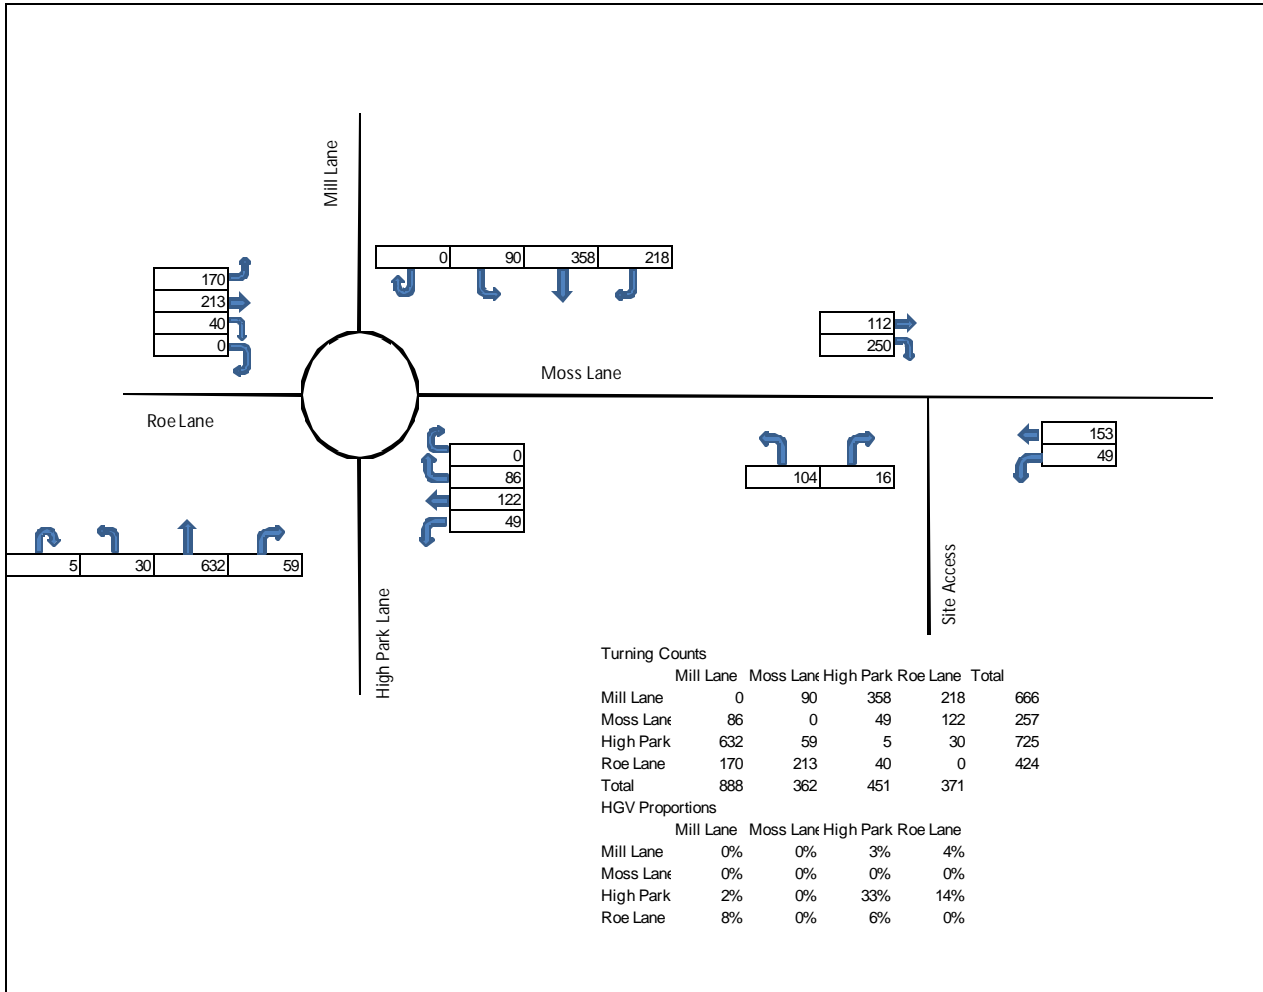 Mill Lane
0 90 358 218
170
213
40
0
112
250
Moss Lane
Roe Lane
153
49
0
86
122
49
104 16
5 30 632 59
High Park Lane
Site Access
Turning Counts
Mill Lane Moss Lane High Park Roe Lane Total
Mill Lane 0 90 358 218 666
Moss Lane 86 0 49 122 257
High Park 632 59 5 30 725
Roe Lane 170 213 40 0 424
Total 888 362 451 371
HGV Proportions
Mill Lane Moss Lane High Park Roe Lane
Mill Lane 0% 0% 3% 4%
Moss Lane 0% 0% 0% 0%
High Park 2% 0% 33% 14%
Roe Lane 8% 0% 6% 0%